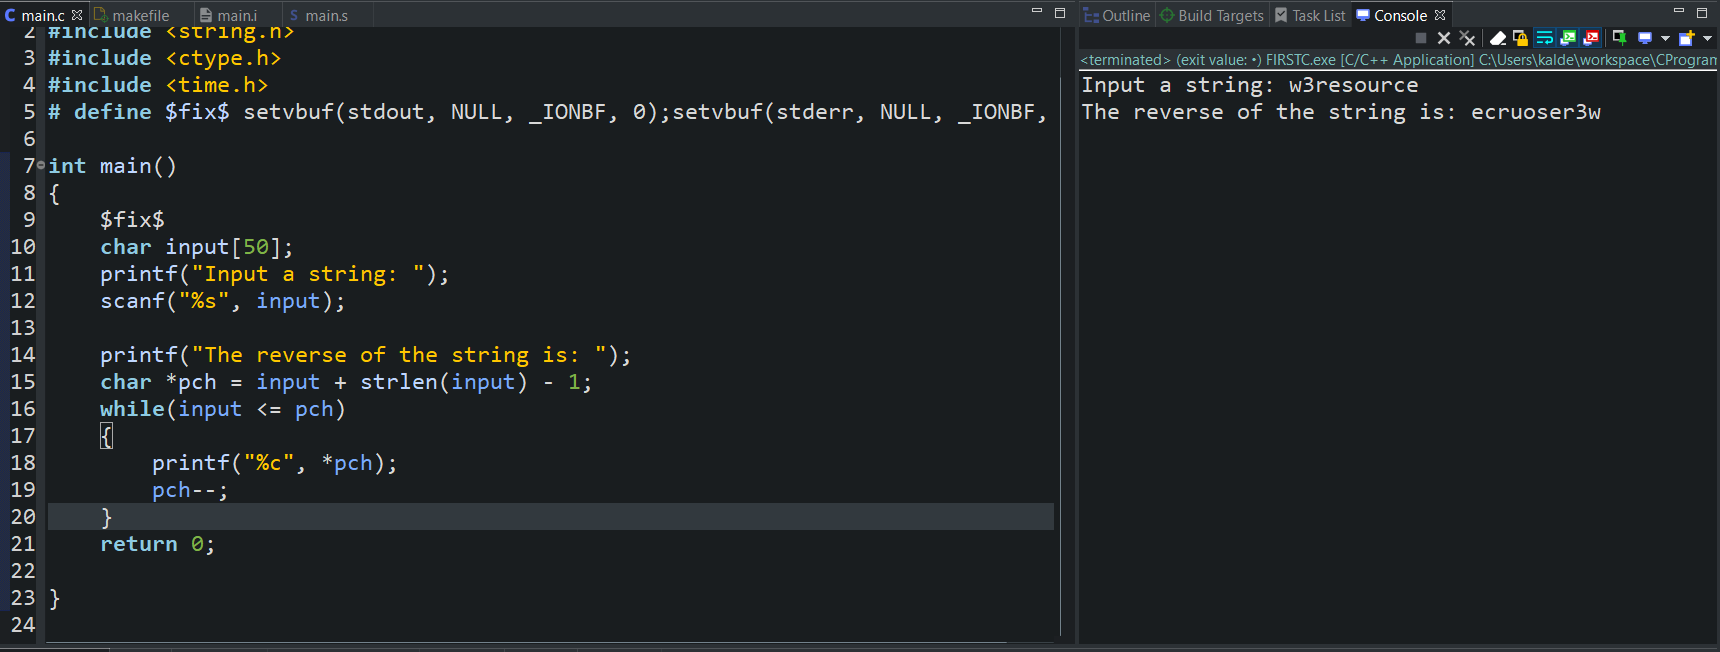 main.c
makefile
main.i
S main.s
2 #include <string.h>
3 #include <ctype.h>
4 #include <time.h>
5 # define $fix$ setvbuf(stdout, NULL, _IONBF, 0);setvbuf(stderr, NULL, _IONBF,
6
7 int main()
8 {
9 $fix$
10 char input[50];
11 printf("Input a string: ");
12 scanf("%s", input);
13
14 printf("The reverse of the string is: ");
15 char *pch = input + strlen(input) - 1;
16 while(input <= pch)
17 {
18 printf("%c", *pch);
19 pch--;
20 }
21 return 0;
22
23 }
24
Outline
Build Targets
Task List
Console
<terminated> (exit value: •) FIRSTC.exe [C/C++ Application] C:\Users\kalde\workspace\CProgram
Input a string: w3resource
The reverse of the string is: ecruoser3w